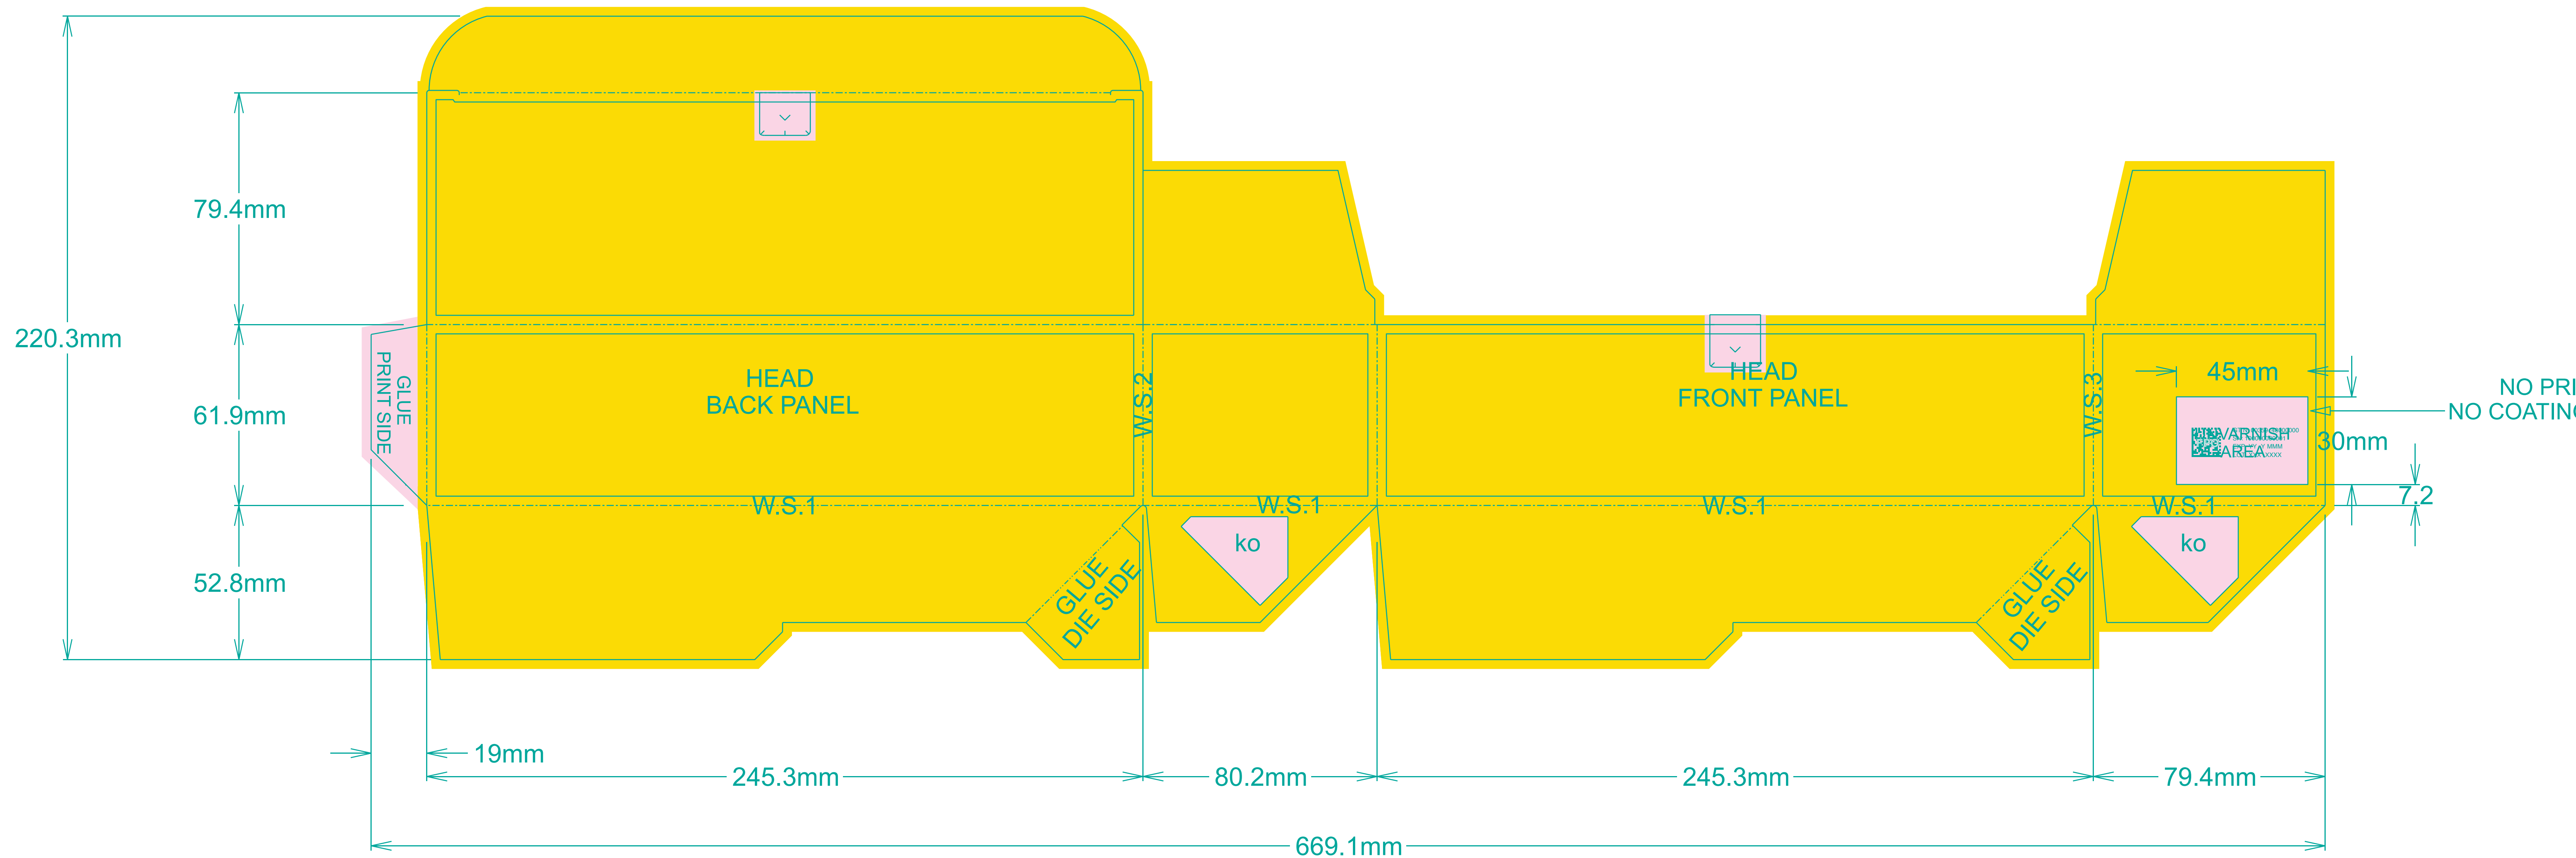 220.3mm
79.4mm
61.9mm
52.8mm
GLUE
PRINT SIDE
HEAD
BACK PANEL
W.S.1
W.S.2
GLUE
DIE SIDE
W.S.1
ko
HEAD
FRONT PANEL
W.S.1
W.S.3
GLUE
DIE SIDE
45mm
VARNISH
AREA
30mm
7.2
W.S.1
ko
NO PRI
NO COATING
19mm
245.3mm
80.2mm
245.3mm
79.4mm
669.1mm